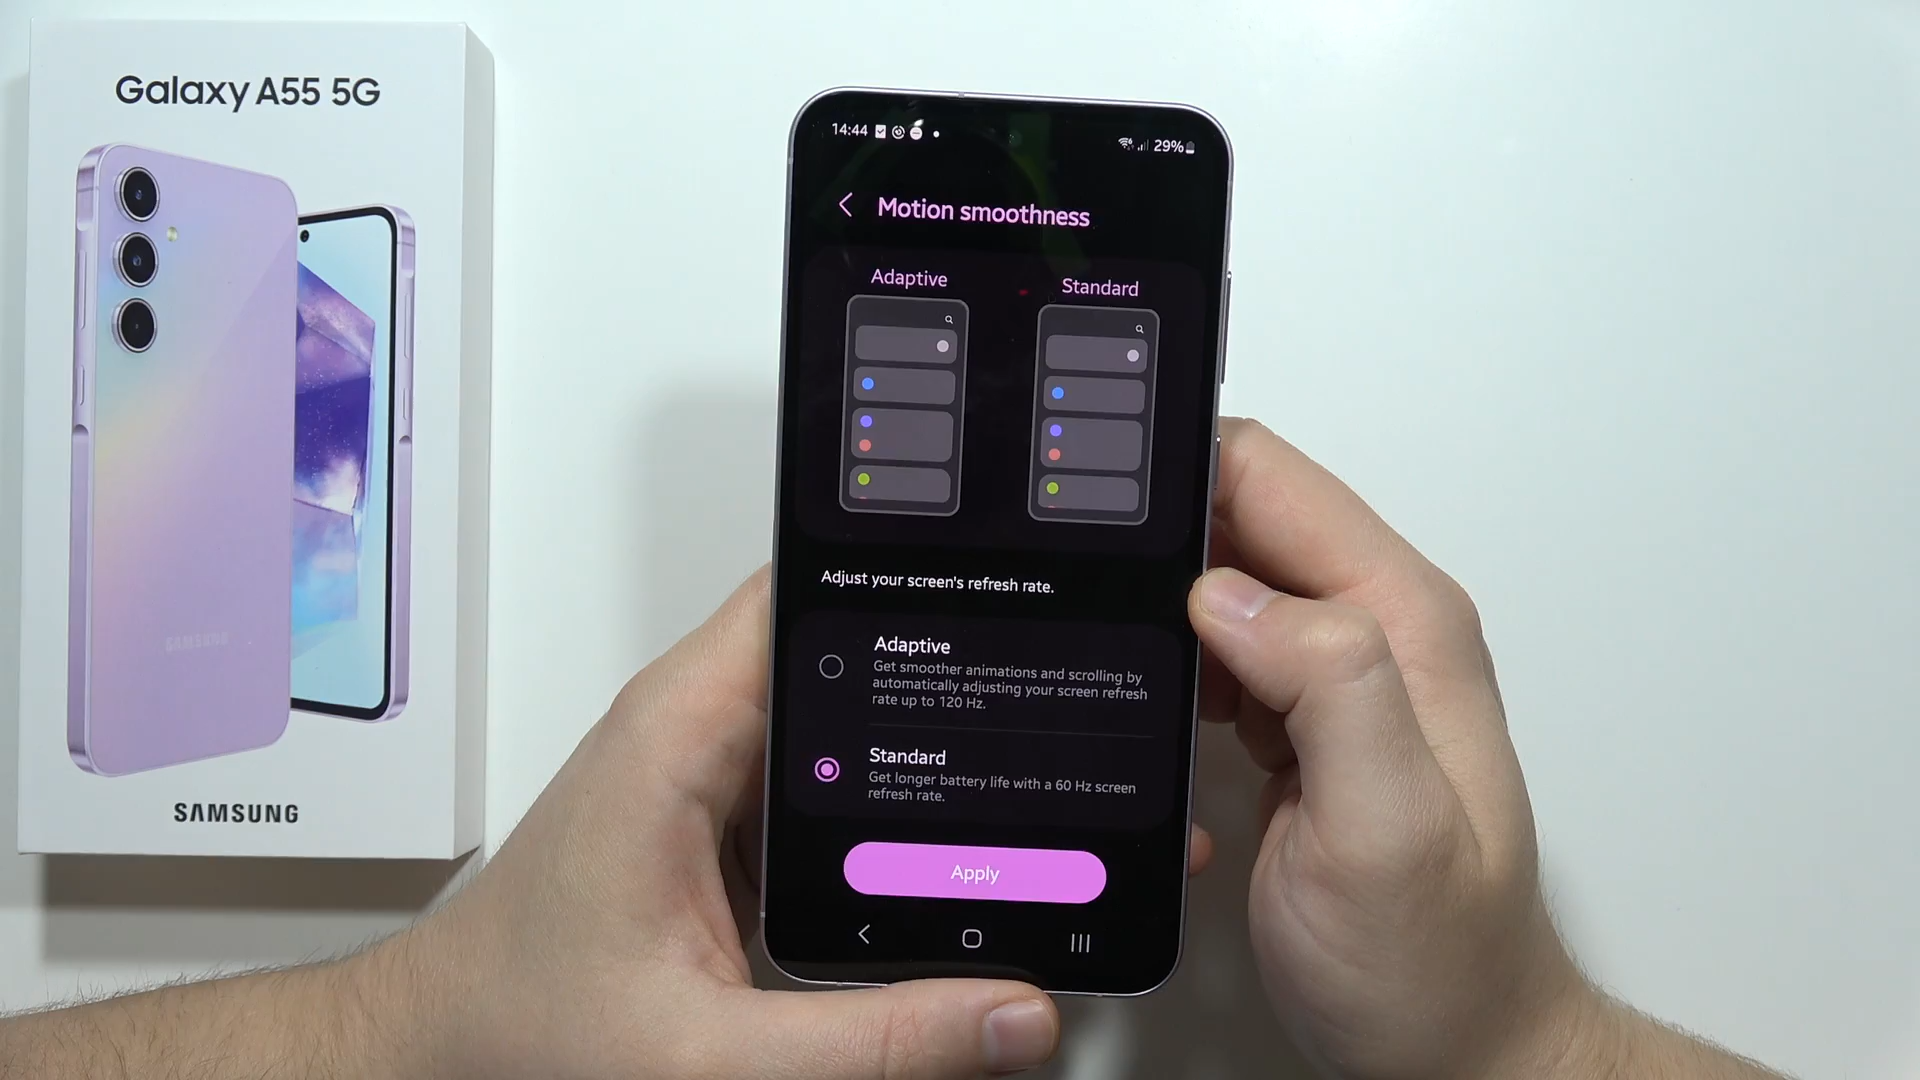 Galaxy A55 5G
SAMSUNG
SAMSUNG
14:44
29%
Motion smoothness
Adaptive
Standard
Adjust your screen's refresh rate.
Adaptive
Get smoother animations and scrolling by
automatically adjusting your screen refresh
rate up to 120 Hz.
Standard
Get longer battery life with a 60 Hz screen
refresh rate.
Apply